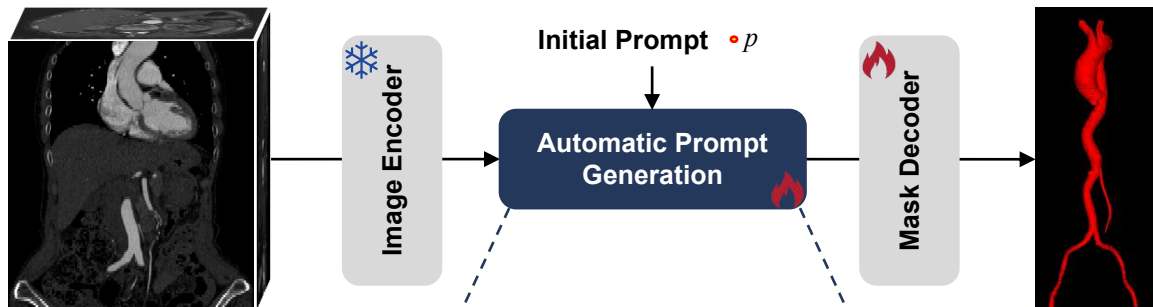 Initial Prompt p
Image Encoder
Automatic Prompt
Generation
Mask Decoder